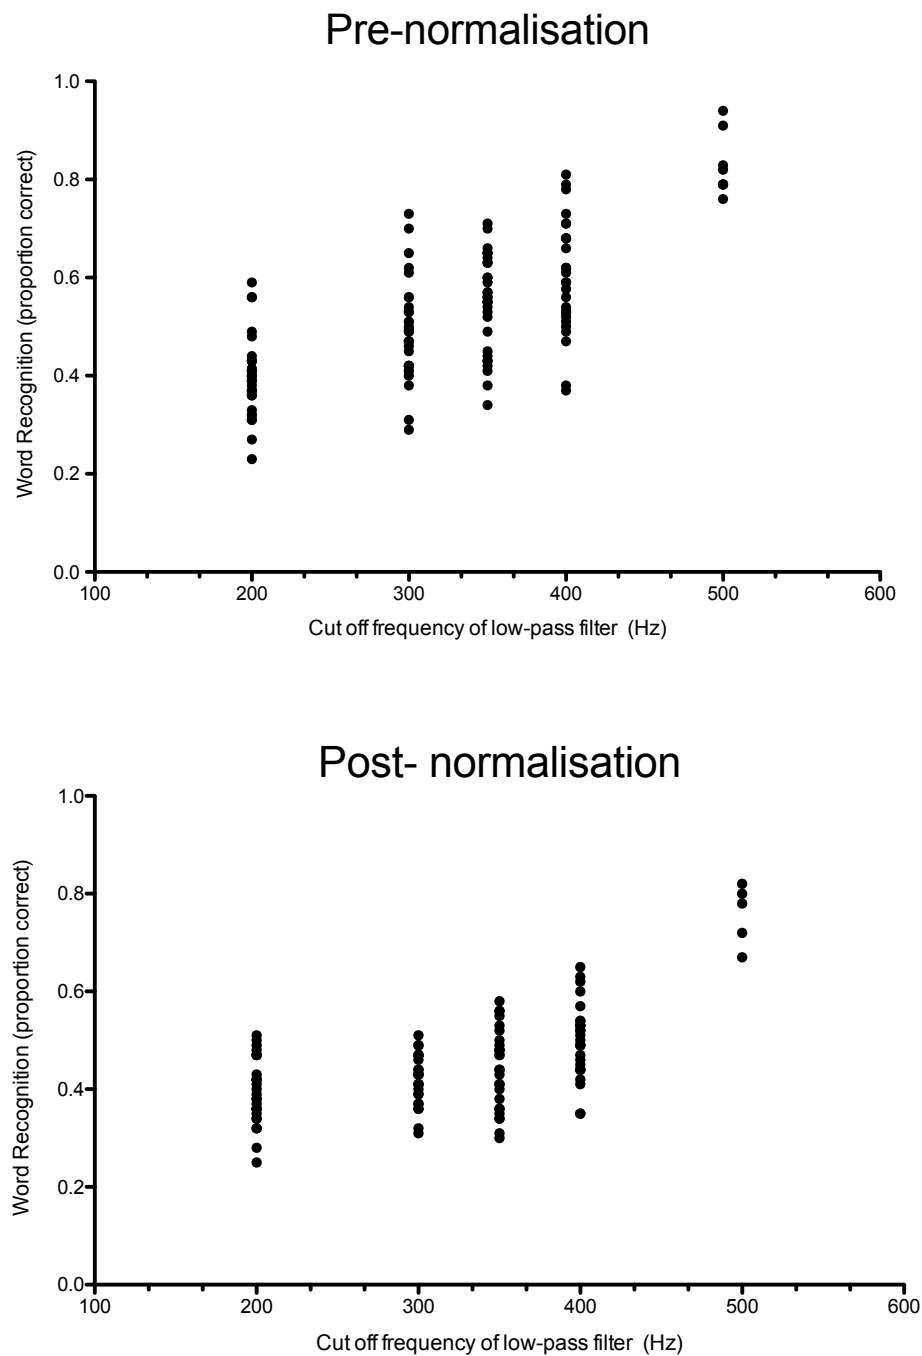 Pre-normalisation
1.0
0.8
0.6
0.4
0.2
0.0
Word Recognition (proportion correct)
100 200 300 400 500 600
Cut off frequency of low-pass filter (Hz)
Post- normalisation
1.0
0.8
0.6
0.4
0.2
0.0
Word Recognition (proportion correct)
100 200 300 400 500 600
Cut off frequency of low-pass filter (Hz)